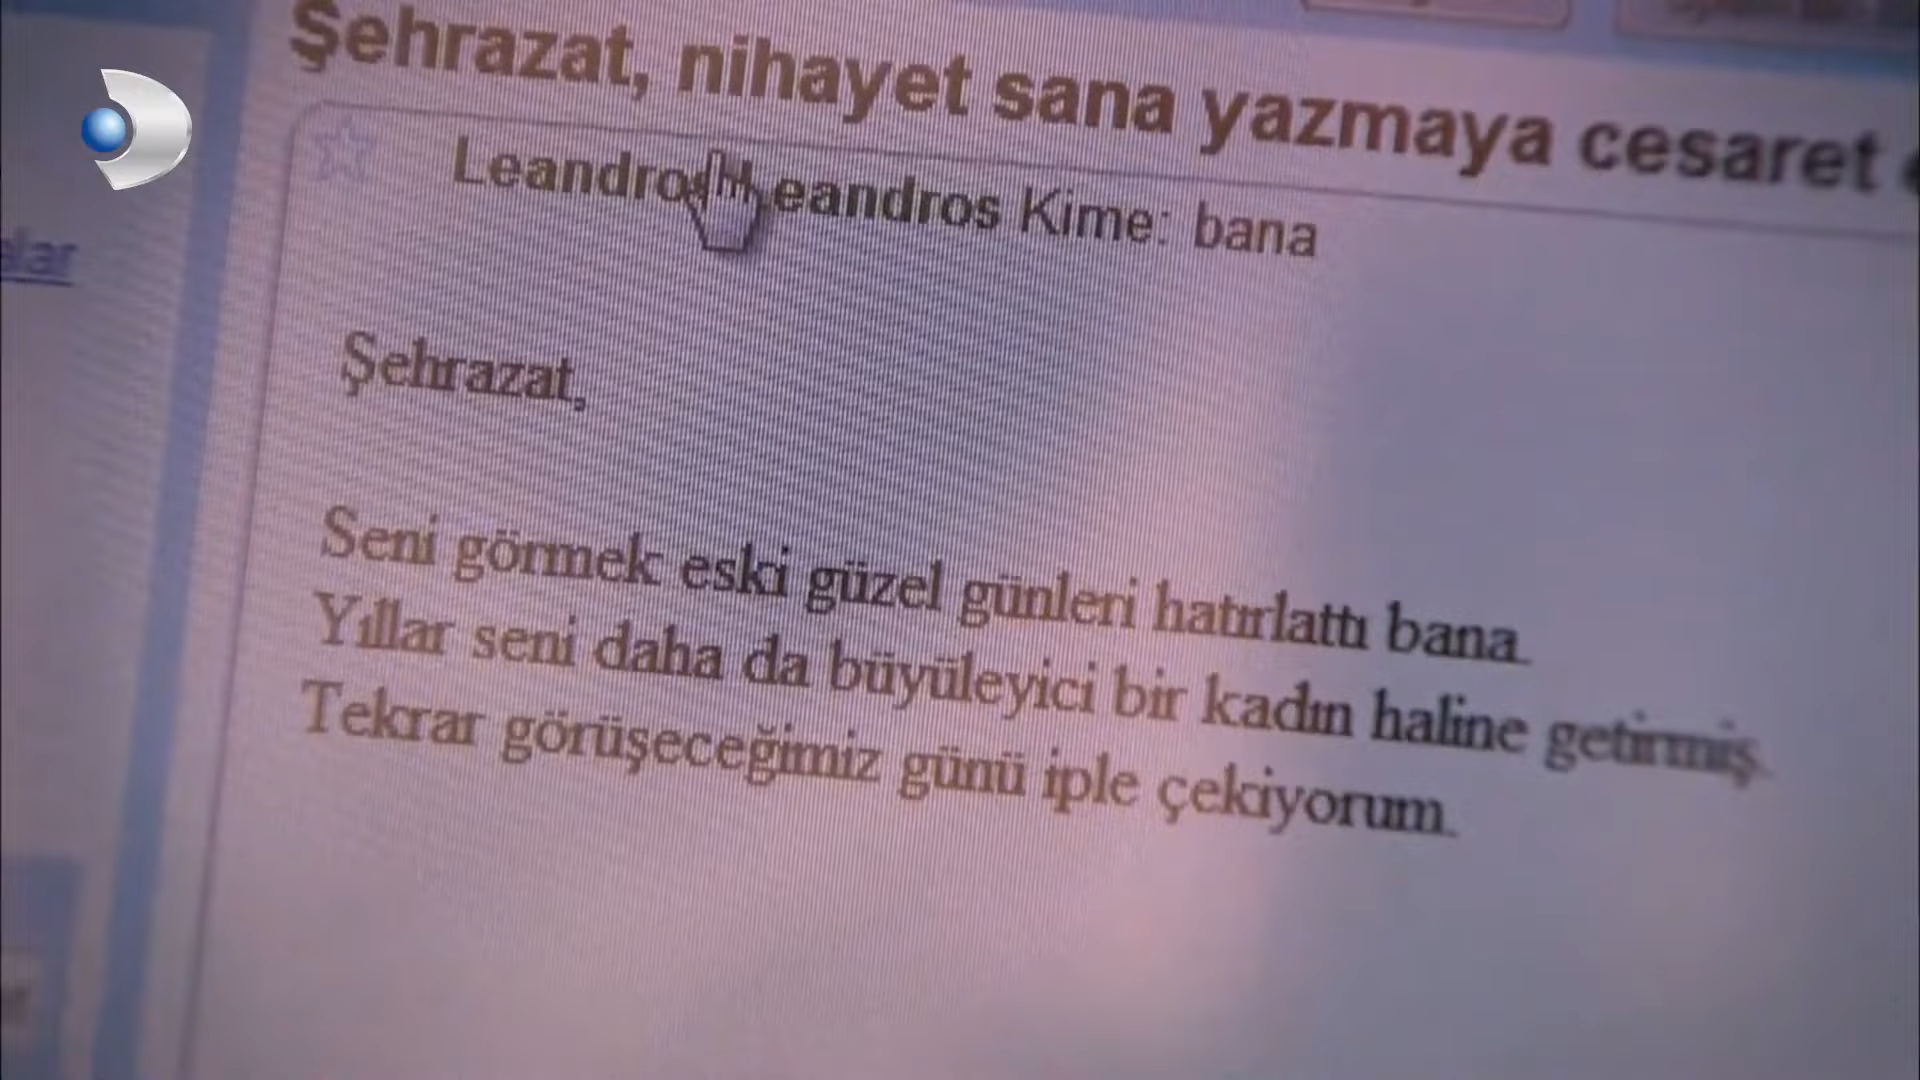 Şehrazat, nihayet sana yazmaya cesaret
Leandros Leandros Kime: bana
Şehrazat,
Seni görmek eski güzel günleri hatırlattı bana.
Yıllar seni daha da büyüleyici bir kadın haline getirmiş.
Tekrar görüşeceğimiz günü iple çekiyorum.